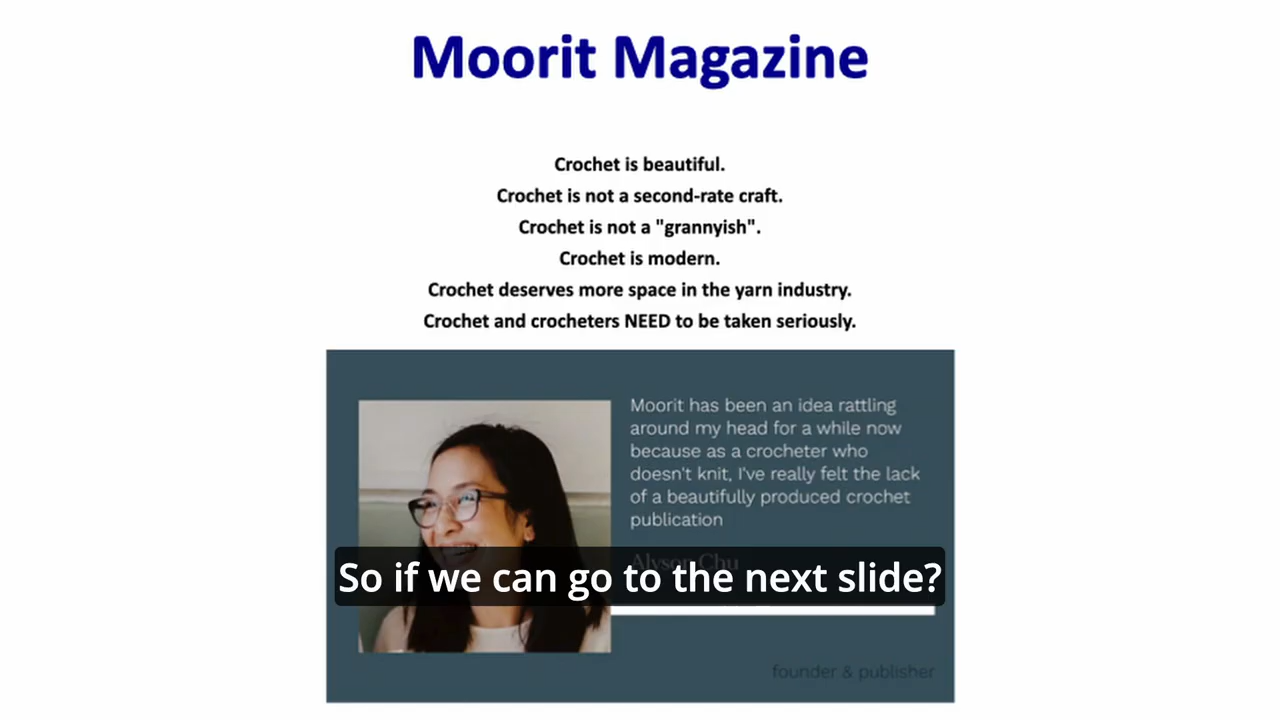 Moorit Magazine
Crochet is beautiful.
Crochet is not a second-rate craft.
Crochet is not a "grannyish".
Crochet is modern.
Crochet deserves more space in the yarn industry.
Crochet and crocheters NEED to be taken seriously.
Moorit has been an idea rattling
around my head for a while now
because as a crocheter who
doesn't knit, I've really felt the lack
of a beautifully produced crochet
publication
Alyson Chu
So if we can go to the next slide?
founder & publisher